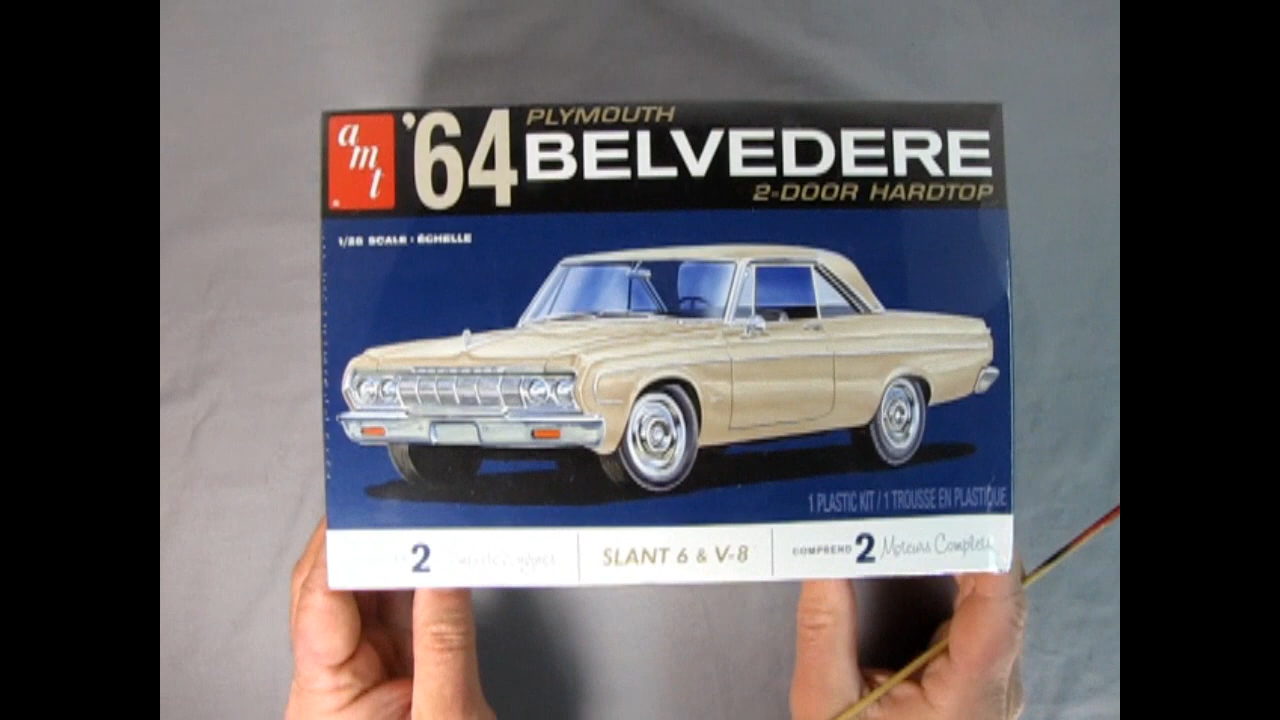 amt
'64
PLYMOUTH
BELVEDERE
2-DOOR HARDTOP
1/25 SCALE : ÉCHELLE
1 PLASTIC KIT / 1 TROUSSE EN PLASTIQUE
2
SLANT 6 & V-8
COMPREND 2 Moteurs Complets